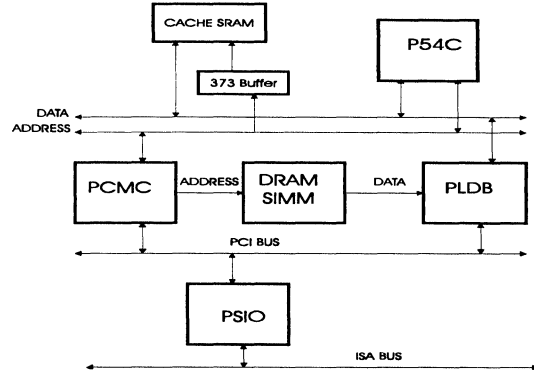 CACHE SRAM
P54C
373 Buffer
DATA
ADDRESS
PCMC
ADDRESS
DRAM
SIMM
DATA
PLDB
PCI BUS
PSIO
ISA BUS